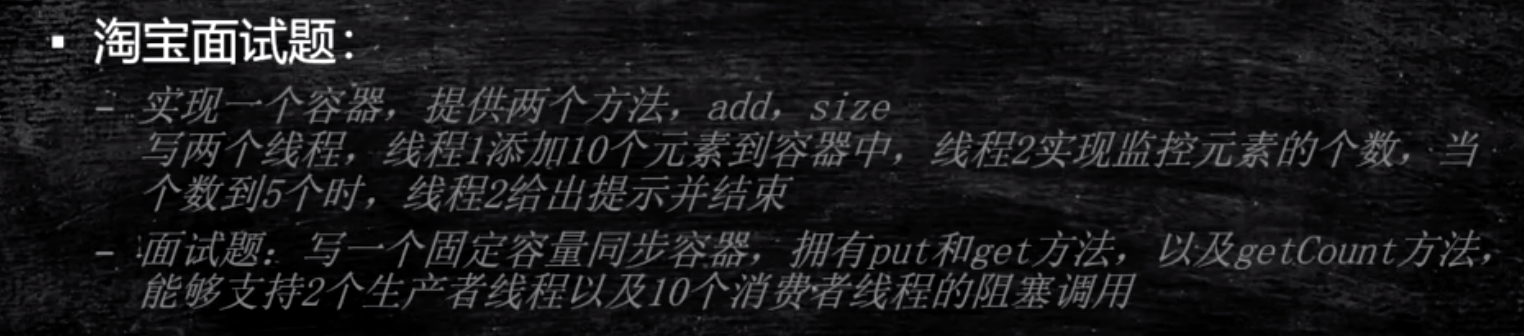 ▪ 淘宝面试题：
– 实现一个容器，提供两个方法，add，size
写两个线程，线程1添加10个元素到容器中，线程2实现监控元素的个数，当
个数到5个时，线程2给出提示并结束
– 面试题：写一个固定容量同步容器，拥有put和get方法，以及getCount方法，
能够支持2个生产者线程以及10个消费者线程的阻塞调用